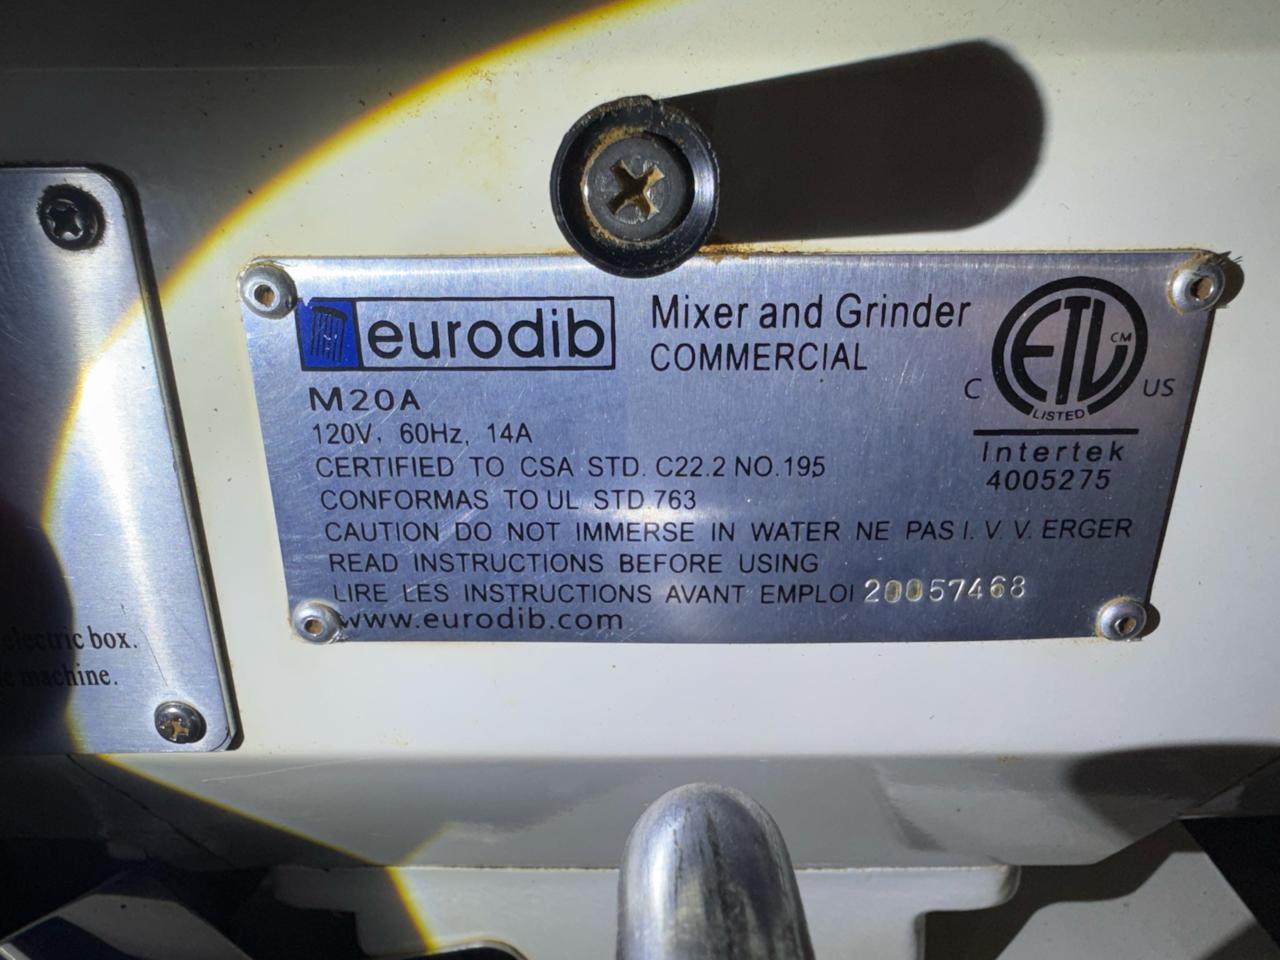 eurodib
Mixer and Grinder
COMMERCIAL
ETL CM
C US
LISTED
Intertek
4005275
M20A
120V, 60Hz, 14A
CERTIFIED TO CSA STD. C22.2 NO.195
CONFORMAS TO UL STD.763
CAUTION DO NOT IMMERSE IN WATER NE PAS I. V. V. ERGER
READ INSTRUCTIONS BEFORE USING
LIRE LES INSTRUCTIONS AVANT EMPLOI 20057468
www.eurodib.com
electric box.
machine.